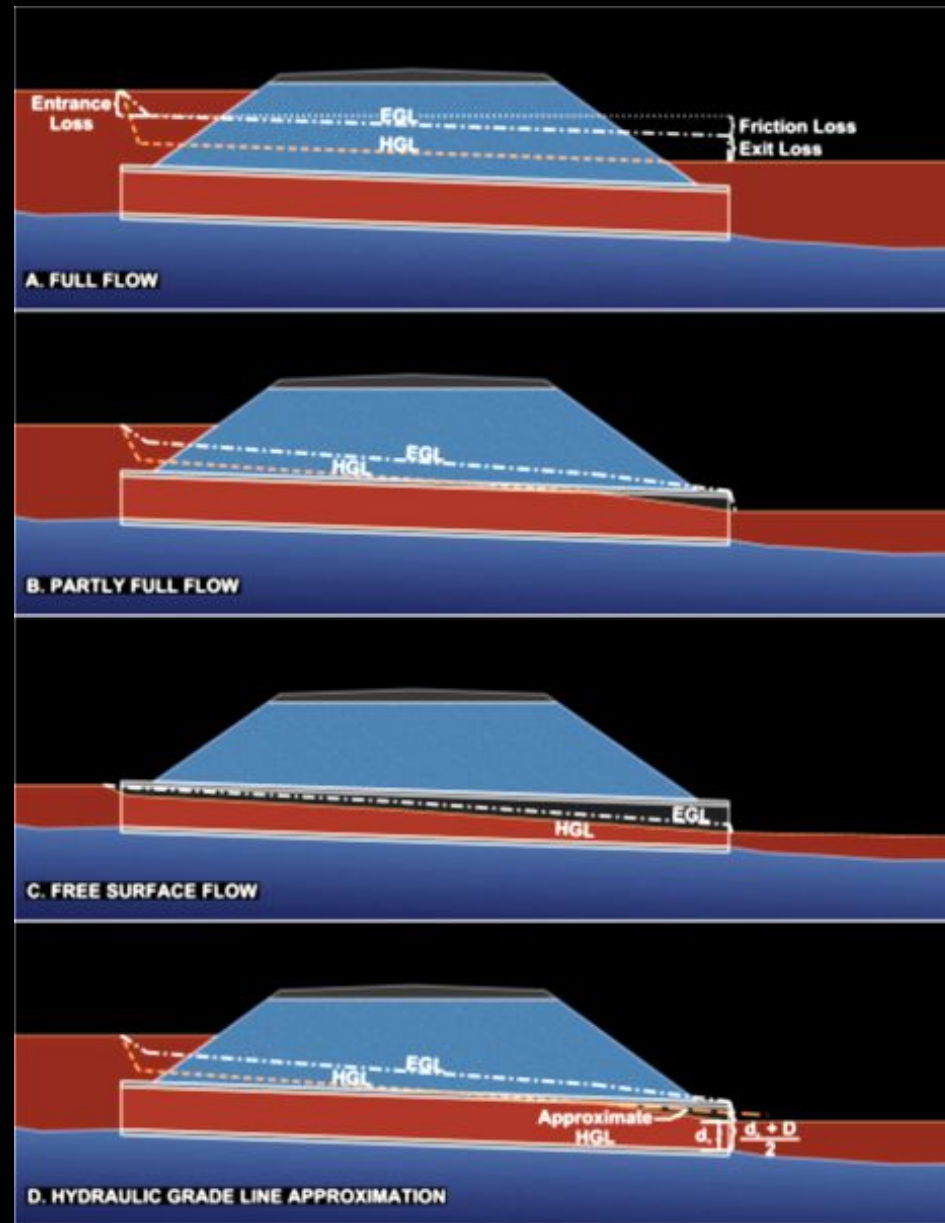 Entrance
Loss
EGL
HGL
Friction Loss
Exit Loss
A. FULL FLOW
EGL
HGL
B. PARTLY FULL FLOW
EGL
HGL
C. FREE SURFACE FLOW
EGL
HGL
Approximate
HGL
D. HYDRAULIC GRADE LINE APPROXIMATION